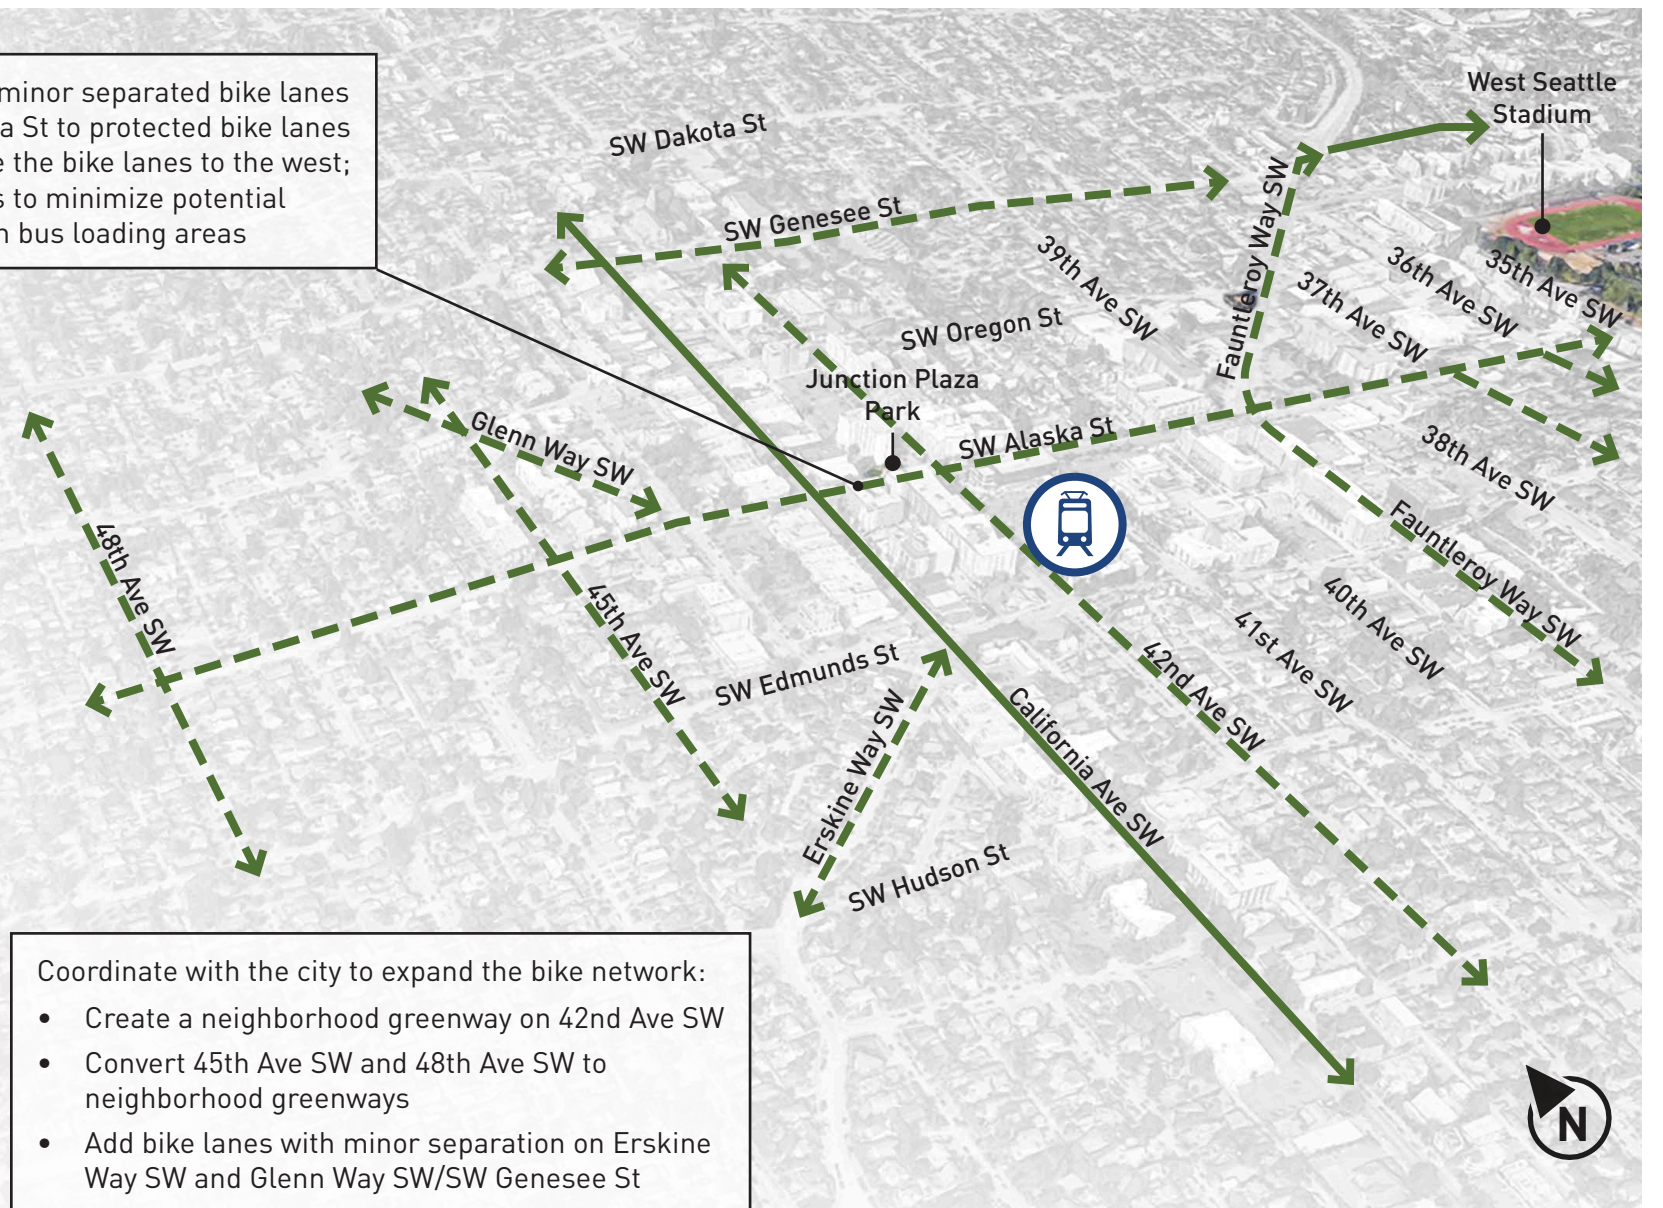 minor separated bike lanes
a St to protected bike lanes
e the bike lanes to the west;
s to minimize potential
n bus loading areas
West Seattle
Stadium
SW Dakota St
SW Genesee St
Fauntleroy Way SW
39th Ave SW
37th Ave SW
36th Ave SW
35th Ave SW
SW Oregon St
Junction Plaza
Park
SW Alaska St
Glenn Way SW
38th Ave SW
Fauntleroy Way SW
48th Ave SW
45th Ave SW
40th Ave SW
41st Ave SW
42nd Ave SW
SW Edmunds St
Erskine Way SW
California Ave SW
SW Hudson St
Coordinate with the city to expand the bike network:
• Create a neighborhood greenway on 42nd Ave SW
• Convert 45th Ave SW and 48th Ave SW to
neighborhood greenways
• Add bike lanes with minor separation on Erskine
Way SW and Glenn Way SW/SW Genesee St
N